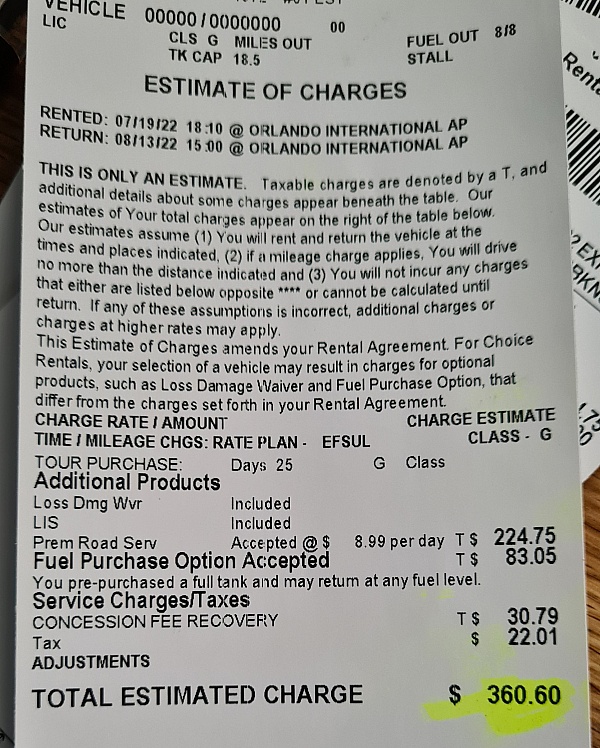 VEHICLE 00000/0000000 00
LIC
CLS G MILES OUT FUEL OUT 8/8
TK CAP 18.5 STALL
ESTIMATE OF CHARGES
RENTED: 07/19/22 18:10 @ ORLANDO INTERNATIONAL AP
RETURN: 08/13/22 15:00 @ ORLANDO INTERNATIONAL AP
THIS IS ONLY AN ESTIMATE. Taxable charges are denoted by a T, and
additional details about some charges appear beneath the table. Our
estimates of Your total charges appear on the right of the table below.
Our estimates assume (1) You will rent and return the vehicle at the
times and places indicated, (2) if a mileage charge applies, You will drive
no more than the distance indicated and (3) You will not incur any charges
that either are listed below opposite **** or cannot be calculated until
return. If any of these assumptions is incorrect, additional charges or
charges at higher rates may apply.
This Estimate of Charges amends your Rental Agreement. For Choice
Rentals, your selection of a vehicle may result in charges for optional
products, such as Loss Damage Waiver and Fuel Purchase Option, that
differ from the charges set forth in your Rental Agreement.
CHARGE RATE / AMOUNT CHARGE ESTIMATE
TIME / MILEAGE CHGS: RATE PLAN - EFSUL CLASS - G
TOUR PURCHASE: Days 25 G Class
Additional Products
Loss Dmg Wvr Included
LIS Included
Prem Road Serv Accepted @ $ 8.99 per day T $ 224.75
Fuel Purchase Option Accepted T $ 83.05
You pre-purchased a full tank and may return at any fuel level.
Service Charges/Taxes
CONCESSION FEE RECOVERY T $ 30.79
Tax $ 22.01
ADJUSTMENTS
TOTAL ESTIMATED CHARGE $ 360.60